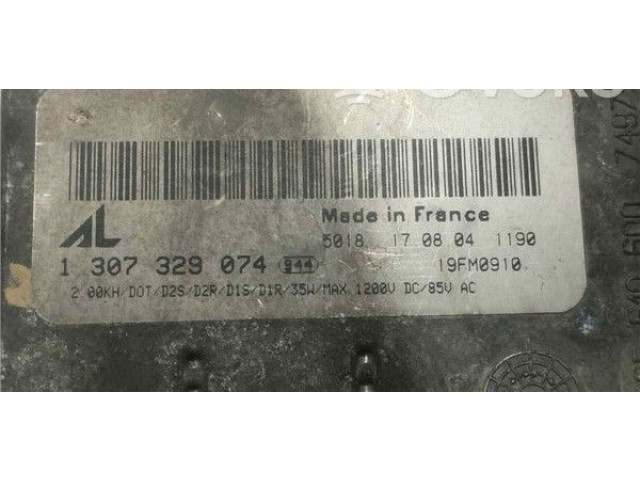 AL
Made in France
5018 17 08 04 1190
1 307 329 074 944 19FM0910
2.00KH/DOT/D2S/D2R/D1S/D1R/35W/MAX.1200V DC/85V AC